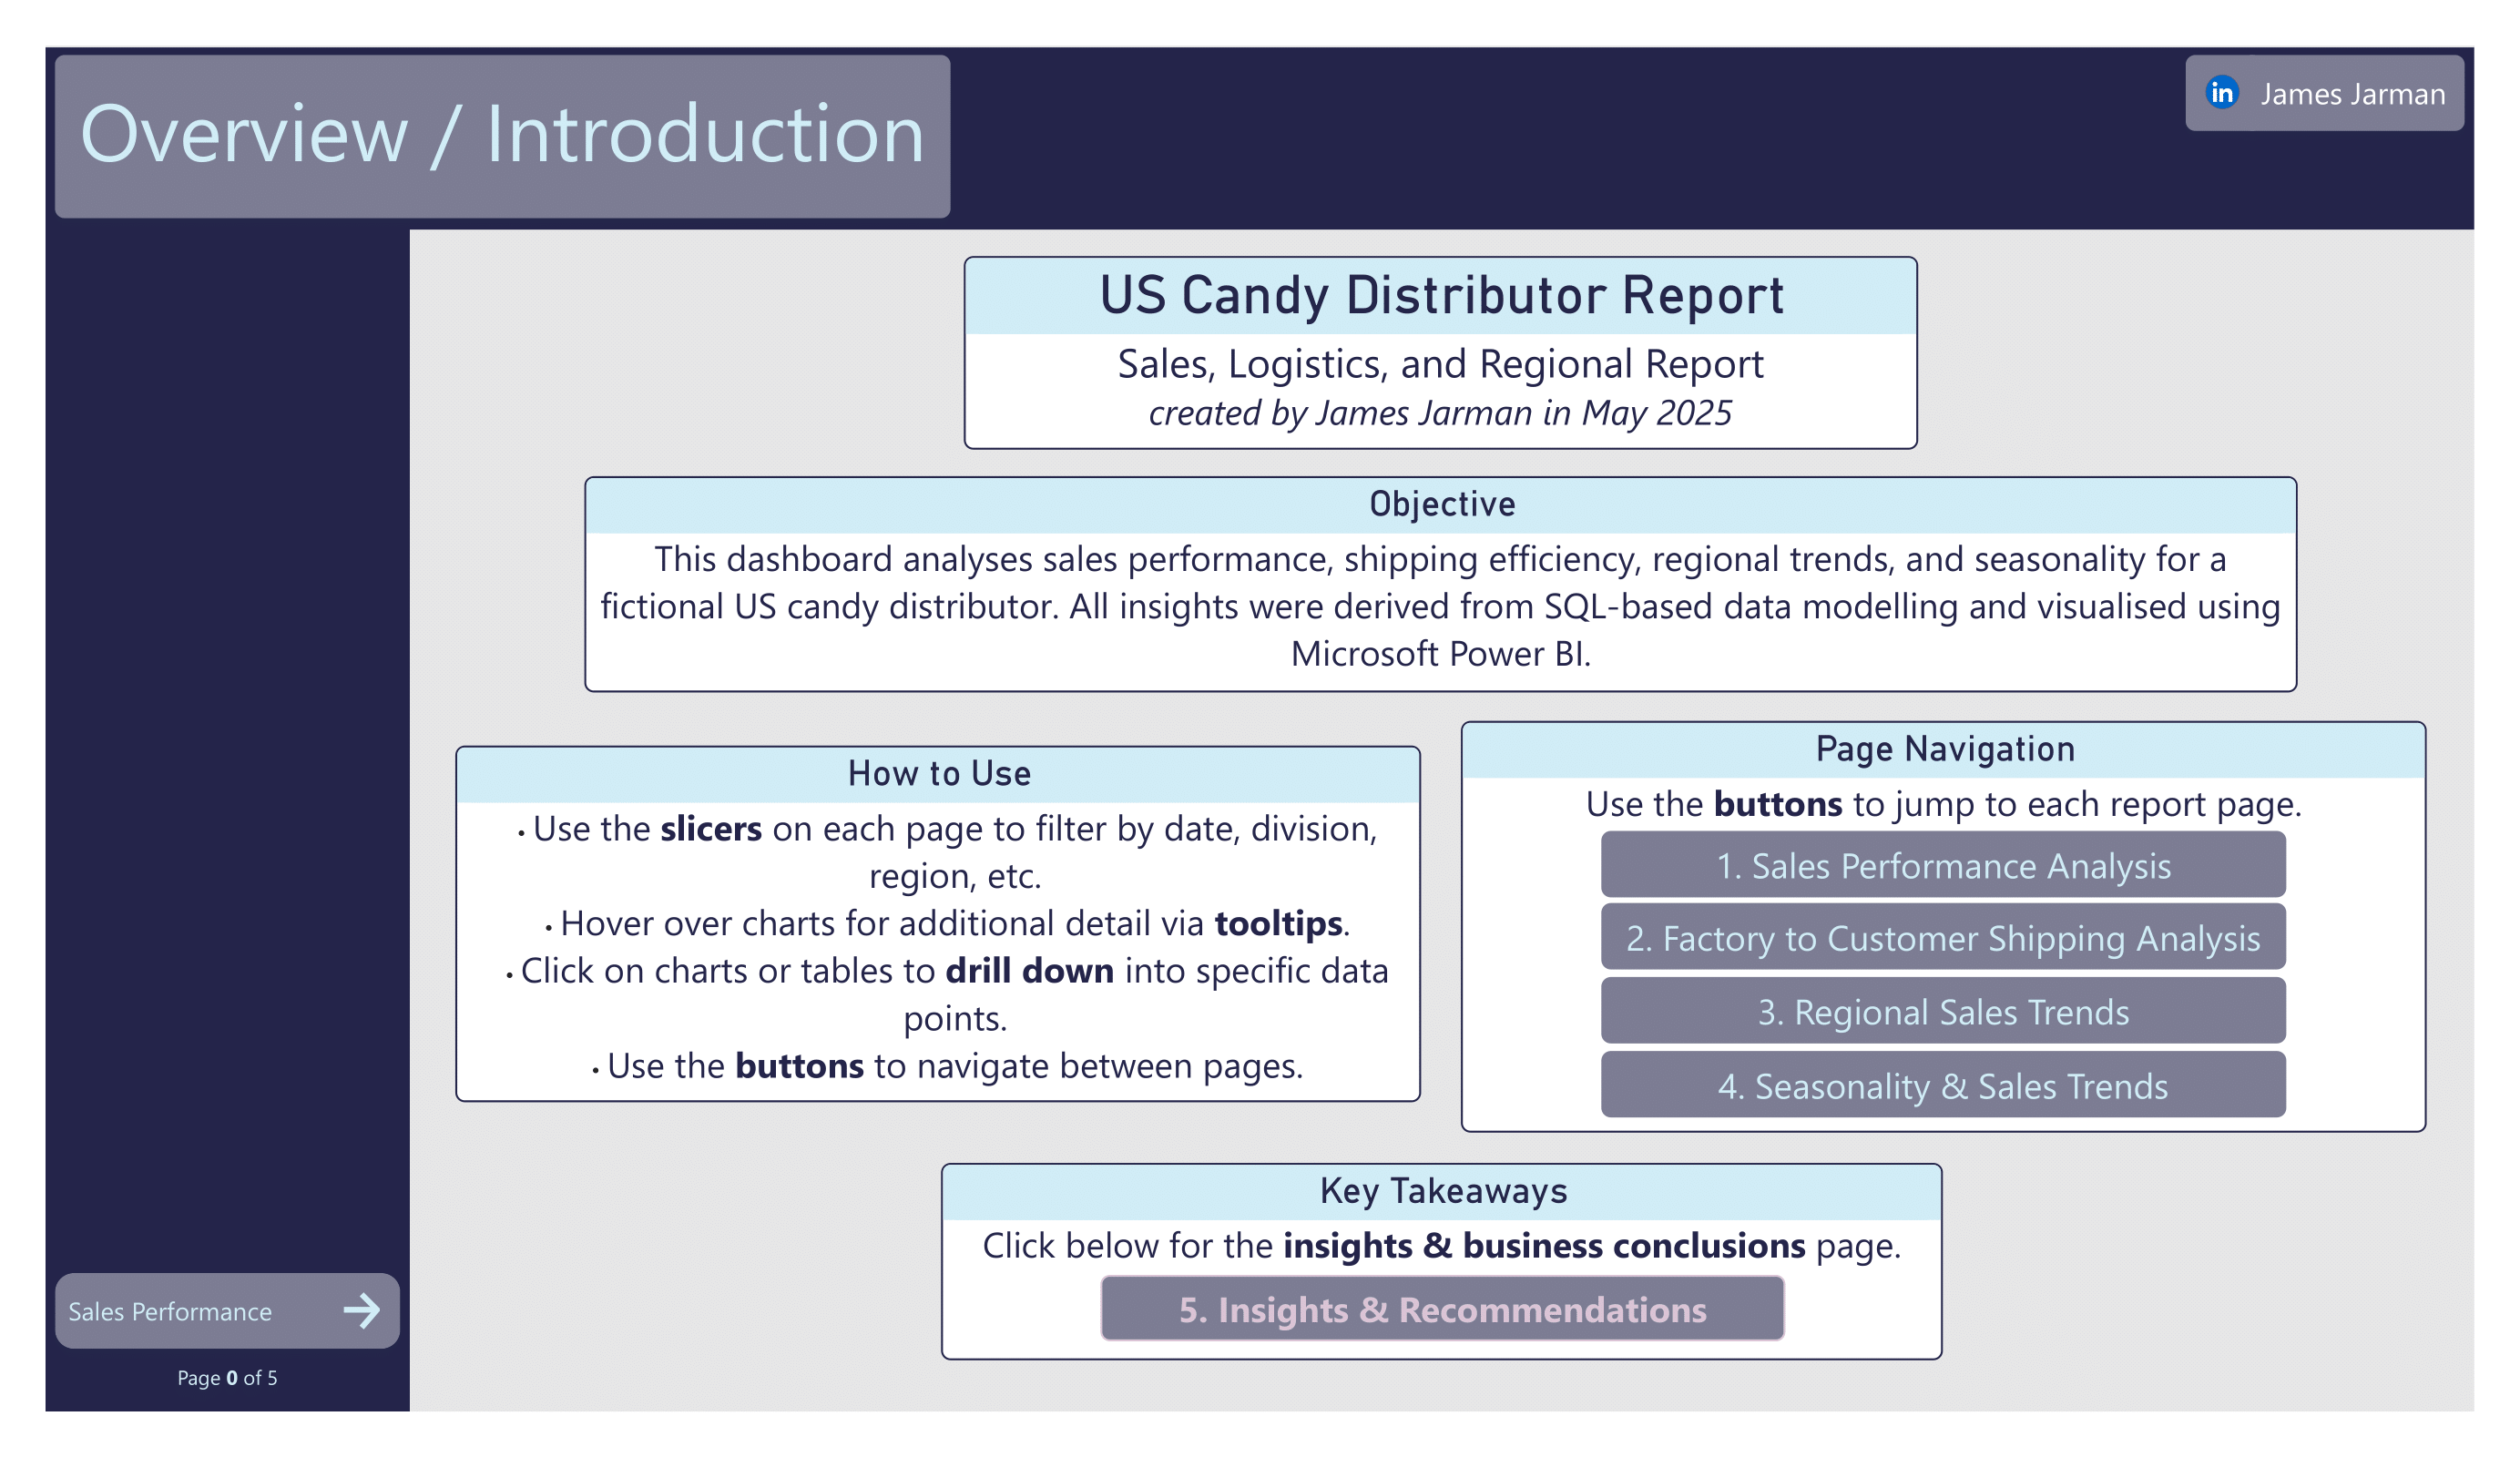 Overview / Introduction
in James Jarman
US Candy Distributor Report
Sales, Logistics, and Regional Report
created by James Jarman in May 2025
Objective
This dashboard analyses sales performance, shipping efficiency, regional trends, and seasonality for a
fictional US candy distributor. All insights were derived from SQL-based data modelling and visualised using
Microsoft Power BI.
How to Use
• Use the slicers on each page to filter by date, division,
region, etc.
• Hover over charts for additional detail via tooltips.
• Click on charts or tables to drill down into specific data
points.
• Use the buttons to navigate between pages.
Page Navigation
Use the buttons to jump to each report page.
1. Sales Performance Analysis
2. Factory to Customer Shipping Analysis
3. Regional Sales Trends
4. Seasonality & Sales Trends
Key Takeaways
Click below for the insights & business conclusions page.
5. Insights & Recommendations
Sales Performance
Page 0 of 5